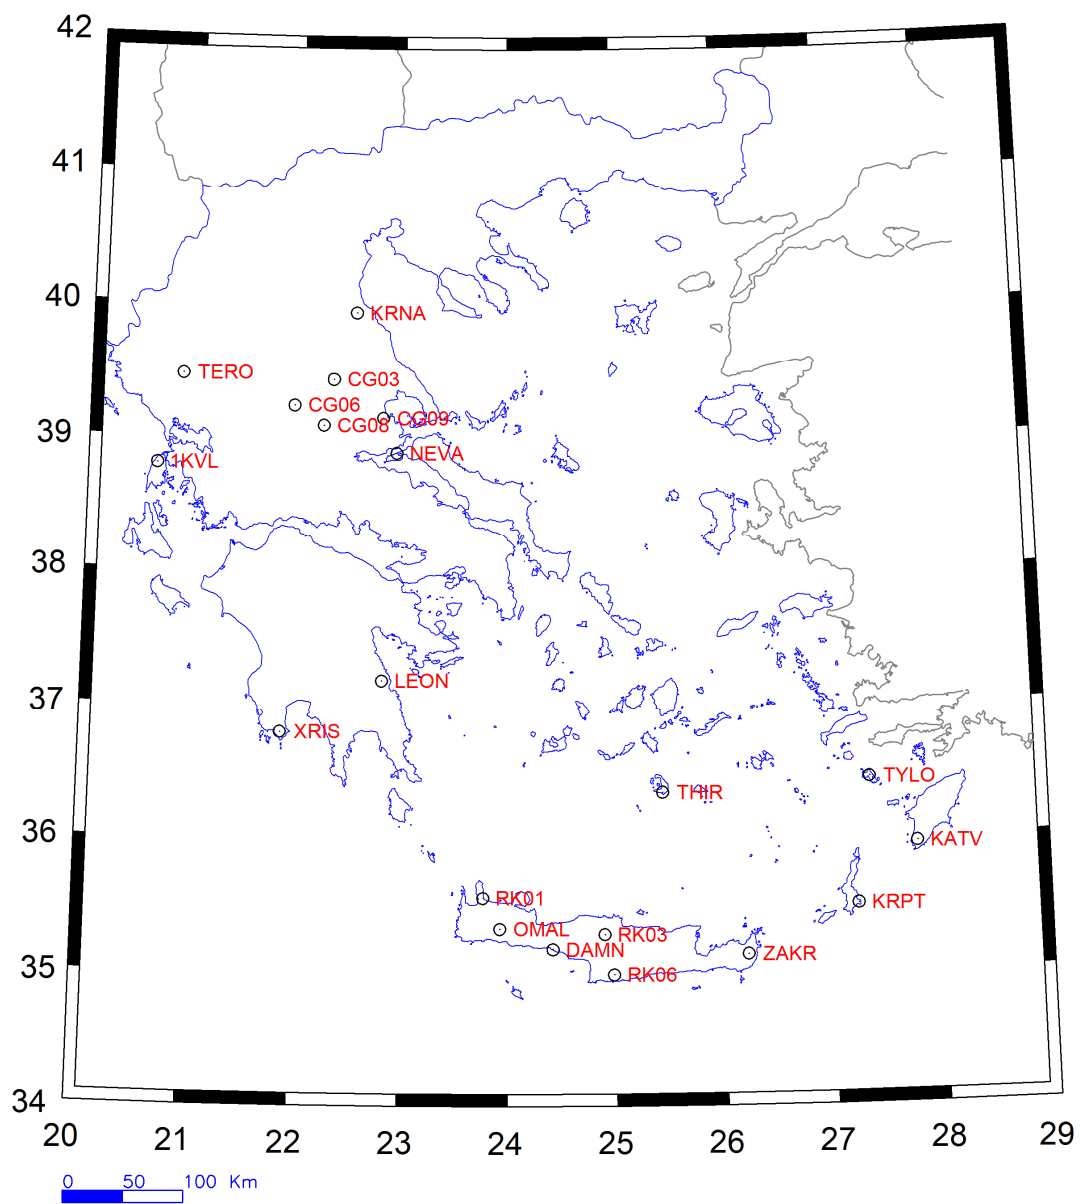 42
41
40
39
38
37
36
35
34
KRNA
TERO
CG03
CG06
CG09
CG08
NEVA
1KVL
LEON
XRIS
TYLO
THIR
KATV
RK01
KRPT
OMAL
RK03
DAMN
ZAKR
RK06
20 21 22 23 24 25 26 27 28 29
0 50 100 Km